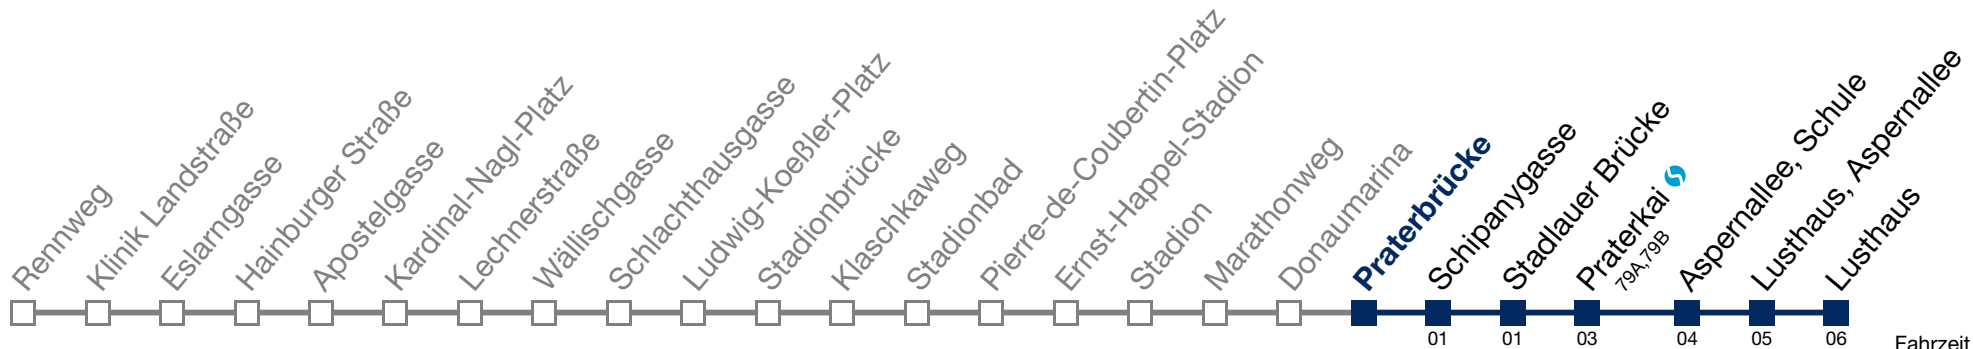 Rennweg
Klinik Landstraße
Eslarngasse
Hainburger Straße
Apostelgasse
Kardinal-Nagl-Platz
Lechnerstraße
Wällischgasse
Schlachthausgasse
Ludwig-Koeßler-Platz
Stadionbrücke
Klaschkaweg
Stadionbad
Pierre-de-Coubertin-Platz
Ernst-Happel-Stadion
Stadion
Marathonweg
Donaumarina
Praterbrücke
Schipanygasse
Stadlauer Brücke
Praterkai
79A,79B
Aspernallee, Schule
Lusthaus, Aspernallee
Lusthaus
01 01 03 04 05 06 Fahrzeit